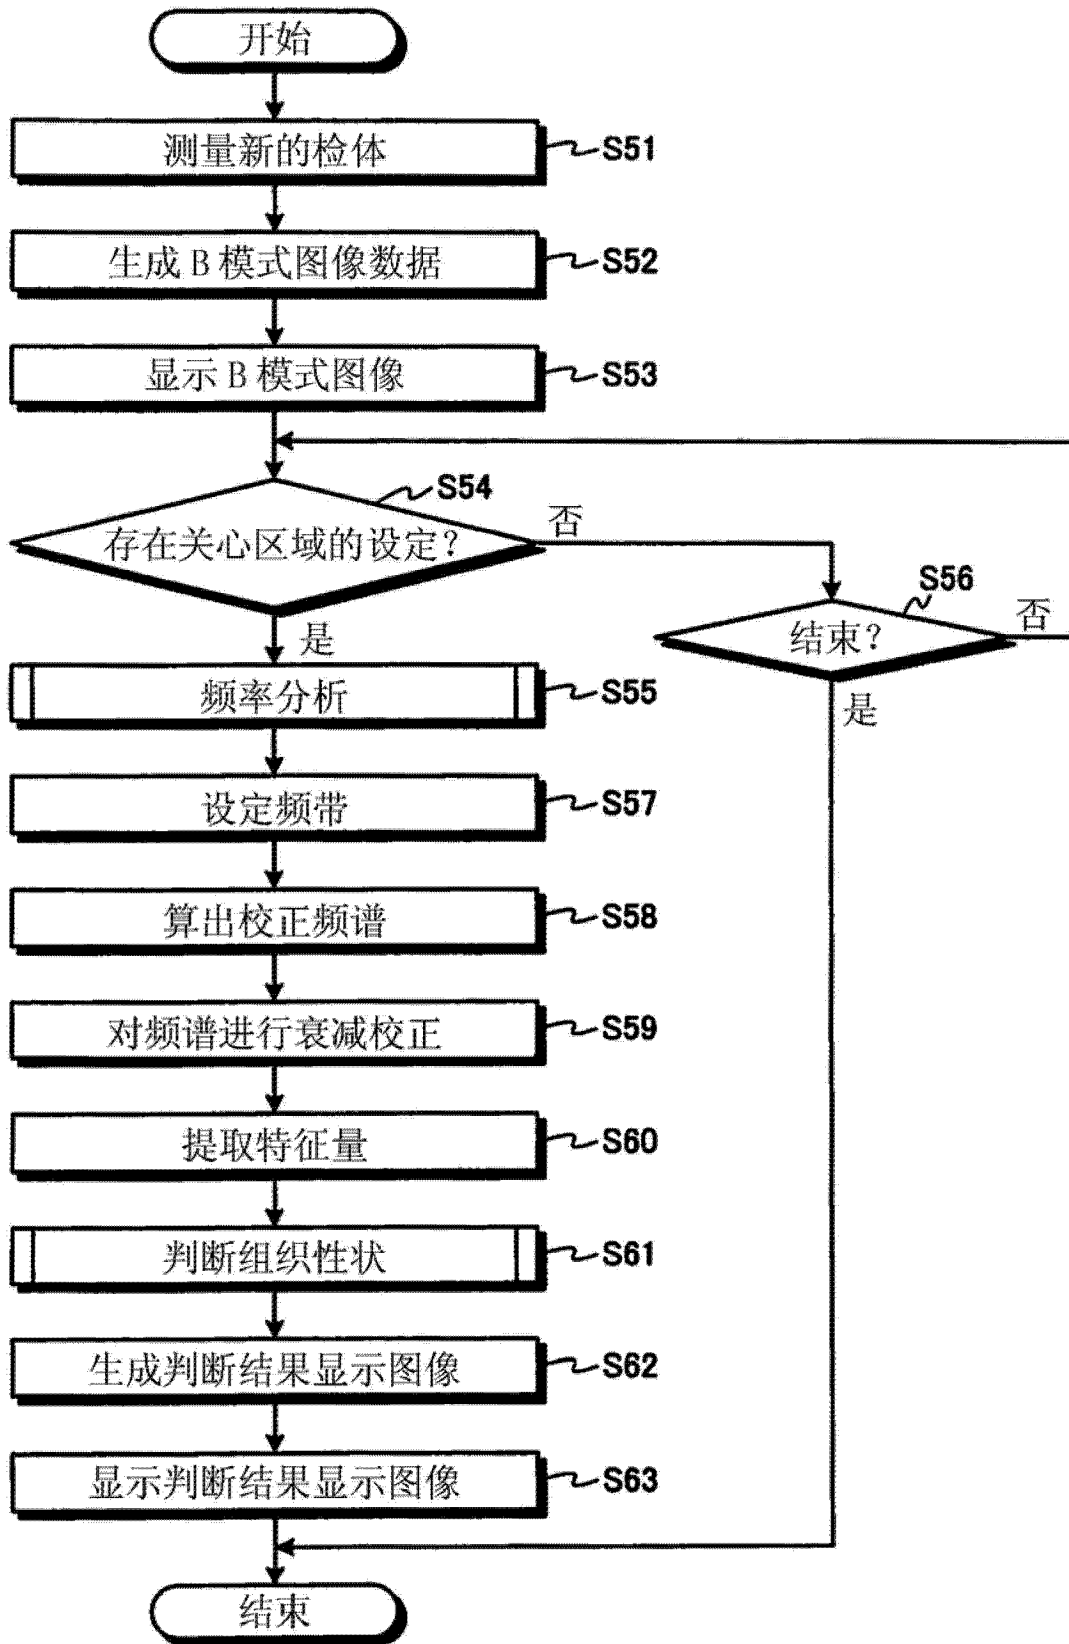 开始
测量新的检体
S51
生成 B 模式图像数据
S52
显示 B 模式图像
S53
S54
存在关心区域的设定？
否
S56
结束？
否
是
是
频率分析
S55
设定频带
S57
算出校正频谱
S58
对频谱进行衰减校正
S59
提取特征量
S60
判断组织性状
S61
生成判断结果显示图像
S62
显示判断结果显示图像
S63
结束